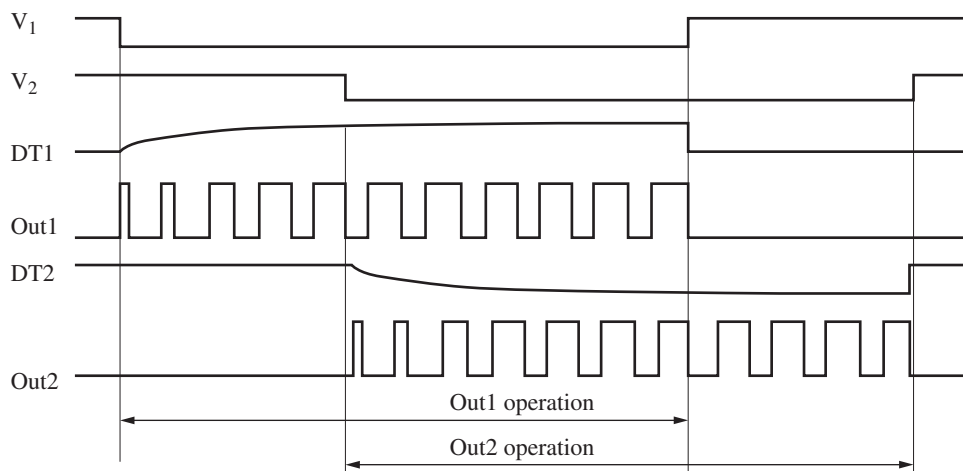 V1
V2
DT1
Out1
DT2
Out2
Out1 operation
Out2 operation